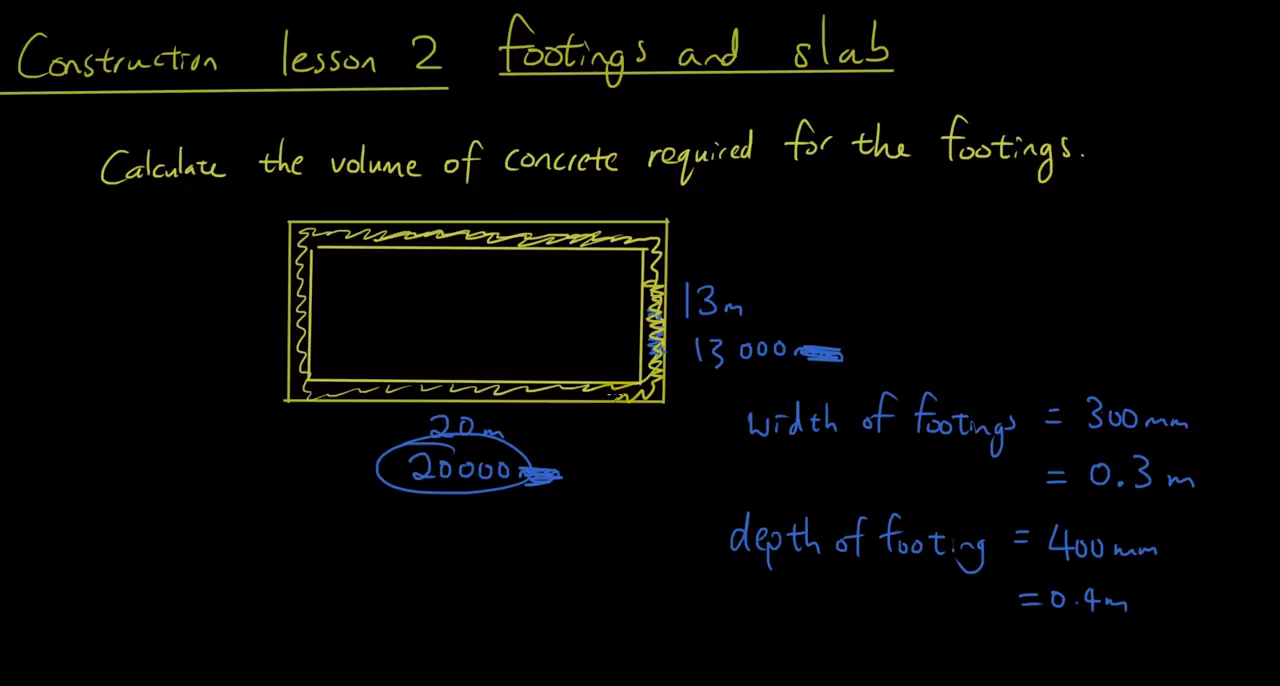 Construction lesson 2 footings and slab
Calculate the volume of concrete required for the footings.
13m
13 000
20m
20000
width of footings = 300mm
= 0.3 m
depth of footing = 400mm
= 0.4m